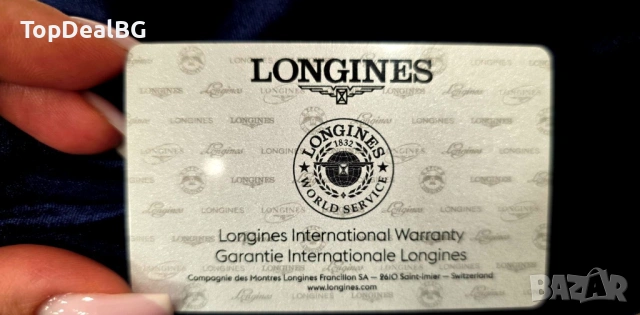 TopDealBG
LONGINES
LONGINES
1832
WORLD SERVICE
Longines International Warranty
Garantie Internationale Longines
Compagnie des Montres Longines Francillon SA – 2610 Saint-Imier – Switzerland
www.longines.com
BAZAR